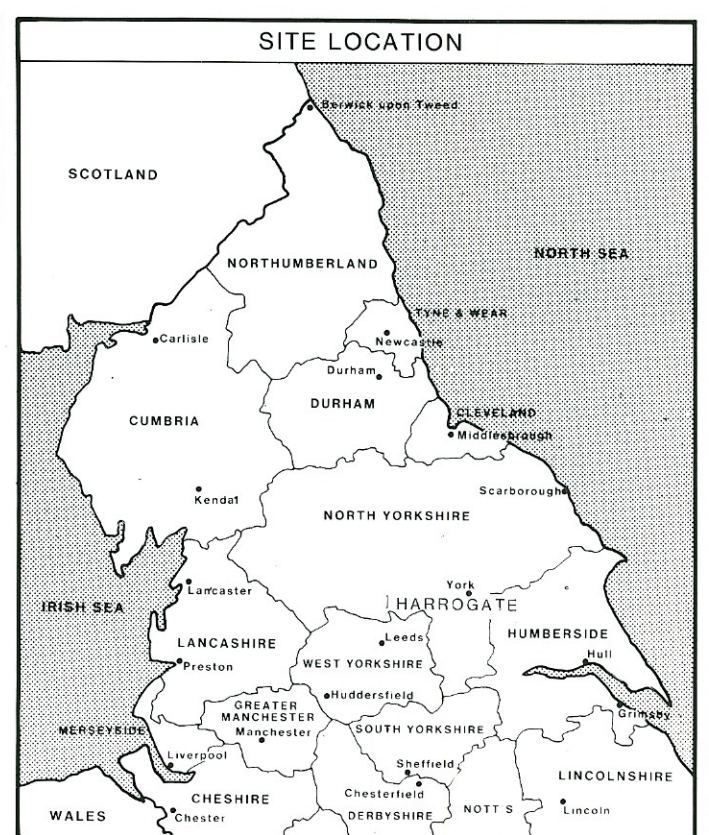 SITE LOCATION
Berwick upon Tweed
SCOTLAND
NORTH SEA
NORTHUMBERLAND
TYNE & WEAR
Carlisle
Newcastle
Durham
DURHAM
CLEVELAND
CUMBRIA
Middlesbrough
Kendal
Scarborough
NORTH YORKSHIRE
Lancaster
York
IRISH SEA
HARROGATE
HUMBERSIDE
LANCASHIRE
Leeds
Hull
WEST YORKSHIRE
Preston
Huddersfield
GREATER
MANCHESTER
Grimsby
MERSEYSIDE
Manchester
SOUTH YORKSHIRE
Liverpool
Sheffield
LINCOLNSHIRE
CHESHIRE
Chesterfield
WALES
Chester
DERBYSHIRE
NOTT'S
Lincoln